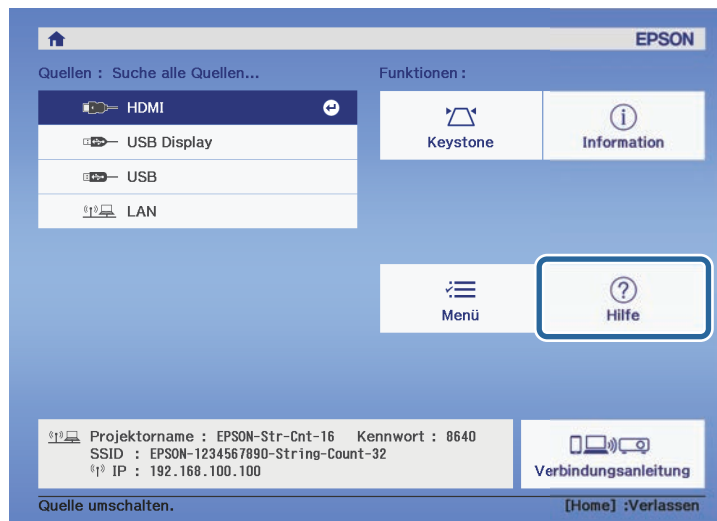 EPSON
Quellen : Suche alle Quellen...
Funktionen :
HDMI
USB Display
USB
LAN
Keystone
Information
Menü
Hilfe
Projektorname : EPSON-Str-Cnt-16 Kennwort : 8640
SSID : EPSON-1234567890-String-Count-32
IP : 192.168.100.100
Verbindungsanleitung
Quelle umschalten.
[Home] :Verlassen